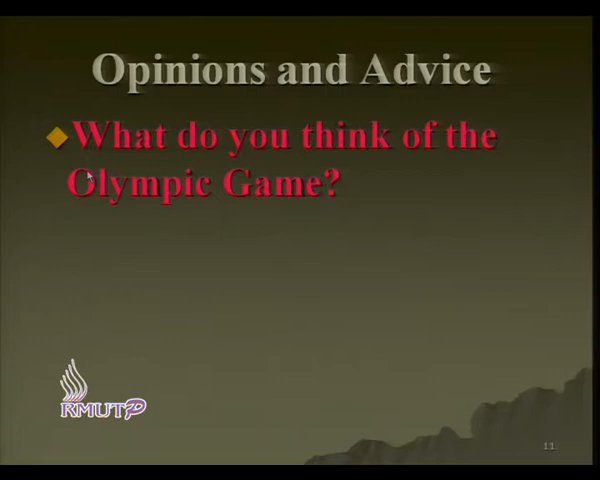 Opinions and Advice
What do you think of the
Olympic Game?
RMUTP
11